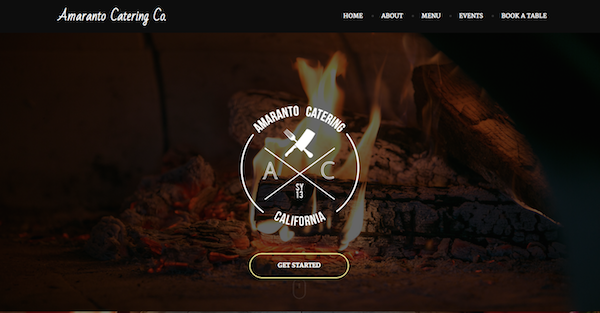 Amaranto Catering Co.
HOME ABOUT MENU EVENTS BOOK A TABLE
AMARANTO CATERING
A C
SY
13
CALIFORNIA
GET STARTED